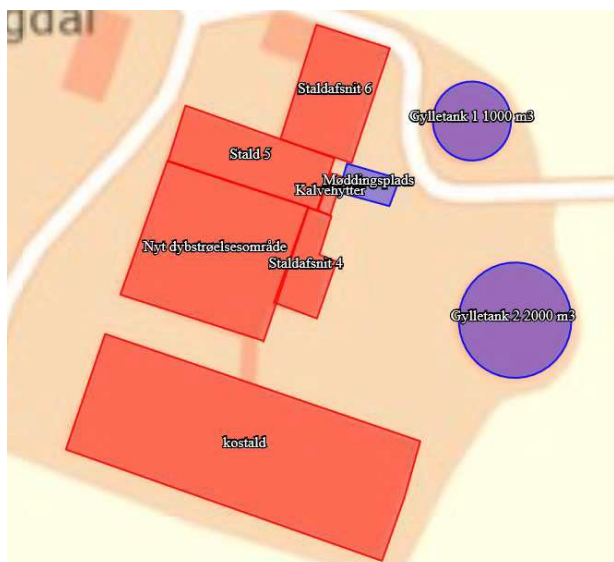 gdal
Staldafsnit 6
Gylletank 1 1000 m3
Stald 5
Møddingsplads
Kalvehytter
Nyt dybstrøelsesområde
Staldafsnit 4
Gylletank 2 2000 m3
kostald